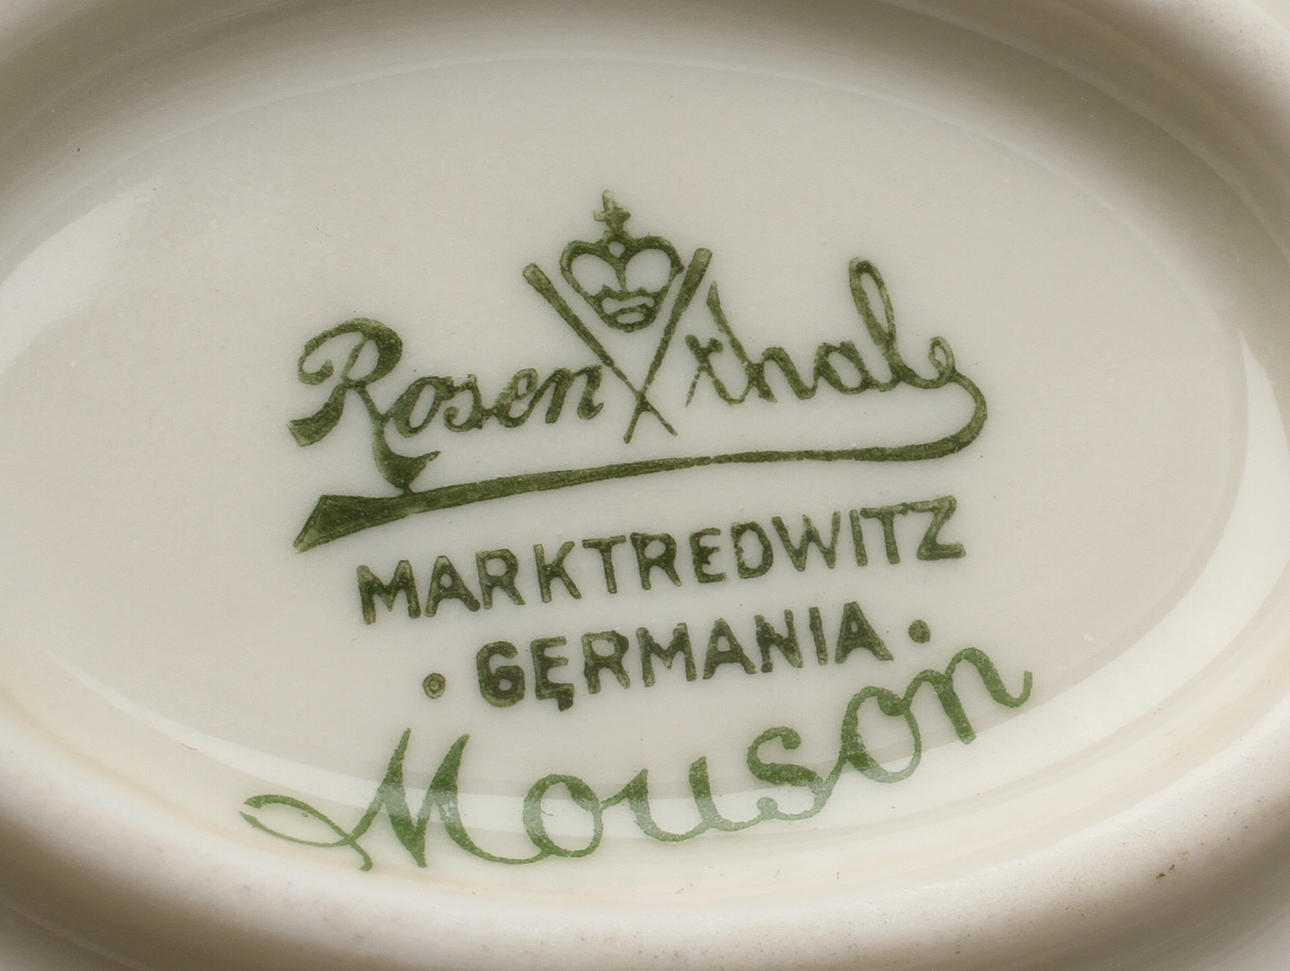 Rosenthal
MARKTREDWITZ
· GERMANIA ·
Mouson